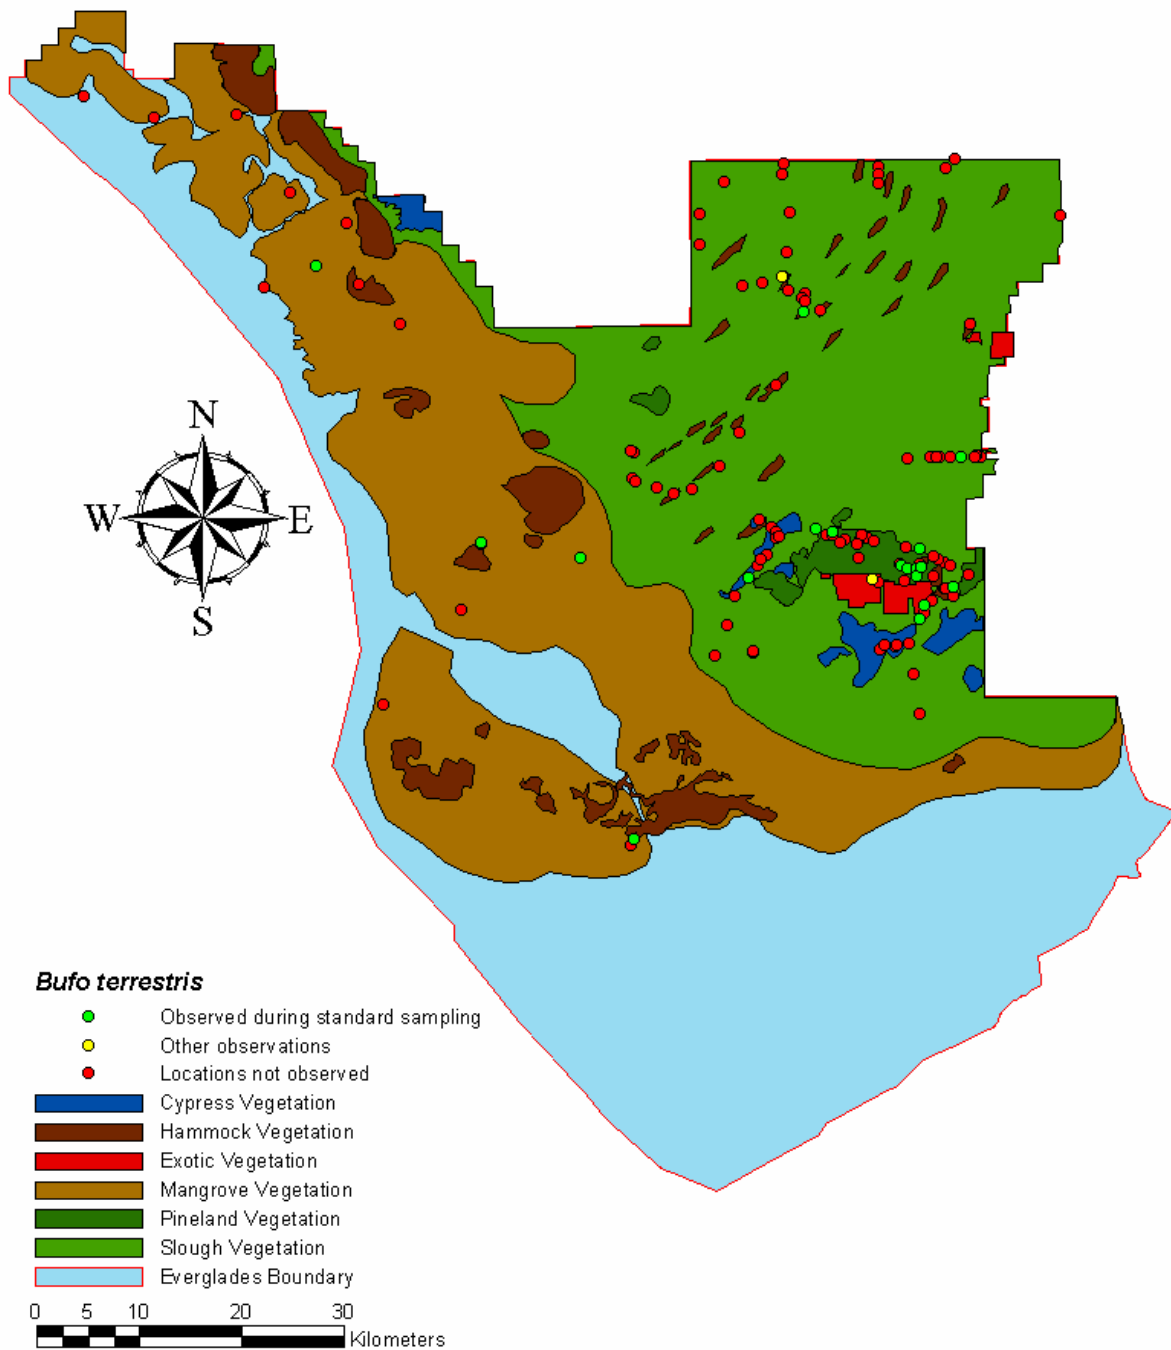 N
W
E
S
Bufo terrestris
Observed during standard sampling
Other observations
Locations not observed
Cypress Vegetation
Hammock Vegetation
Exotic Vegetation
Mangrove Vegetation
Pineland Vegetation
Slough Vegetation
Everglades Boundary
0 5 10 20 30
Kilometers